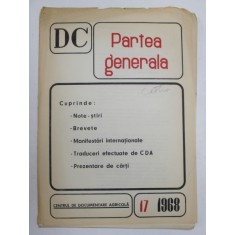 DC
Partea
generala
Cuprinde:
- Note-știri
- Brevete
- Manifestări internaționale
- Traduceri efectuate de CDA
- Prezentare de cărți
CENTRUL DE DOCUMENTARE AGRICOLĂ
17 1968